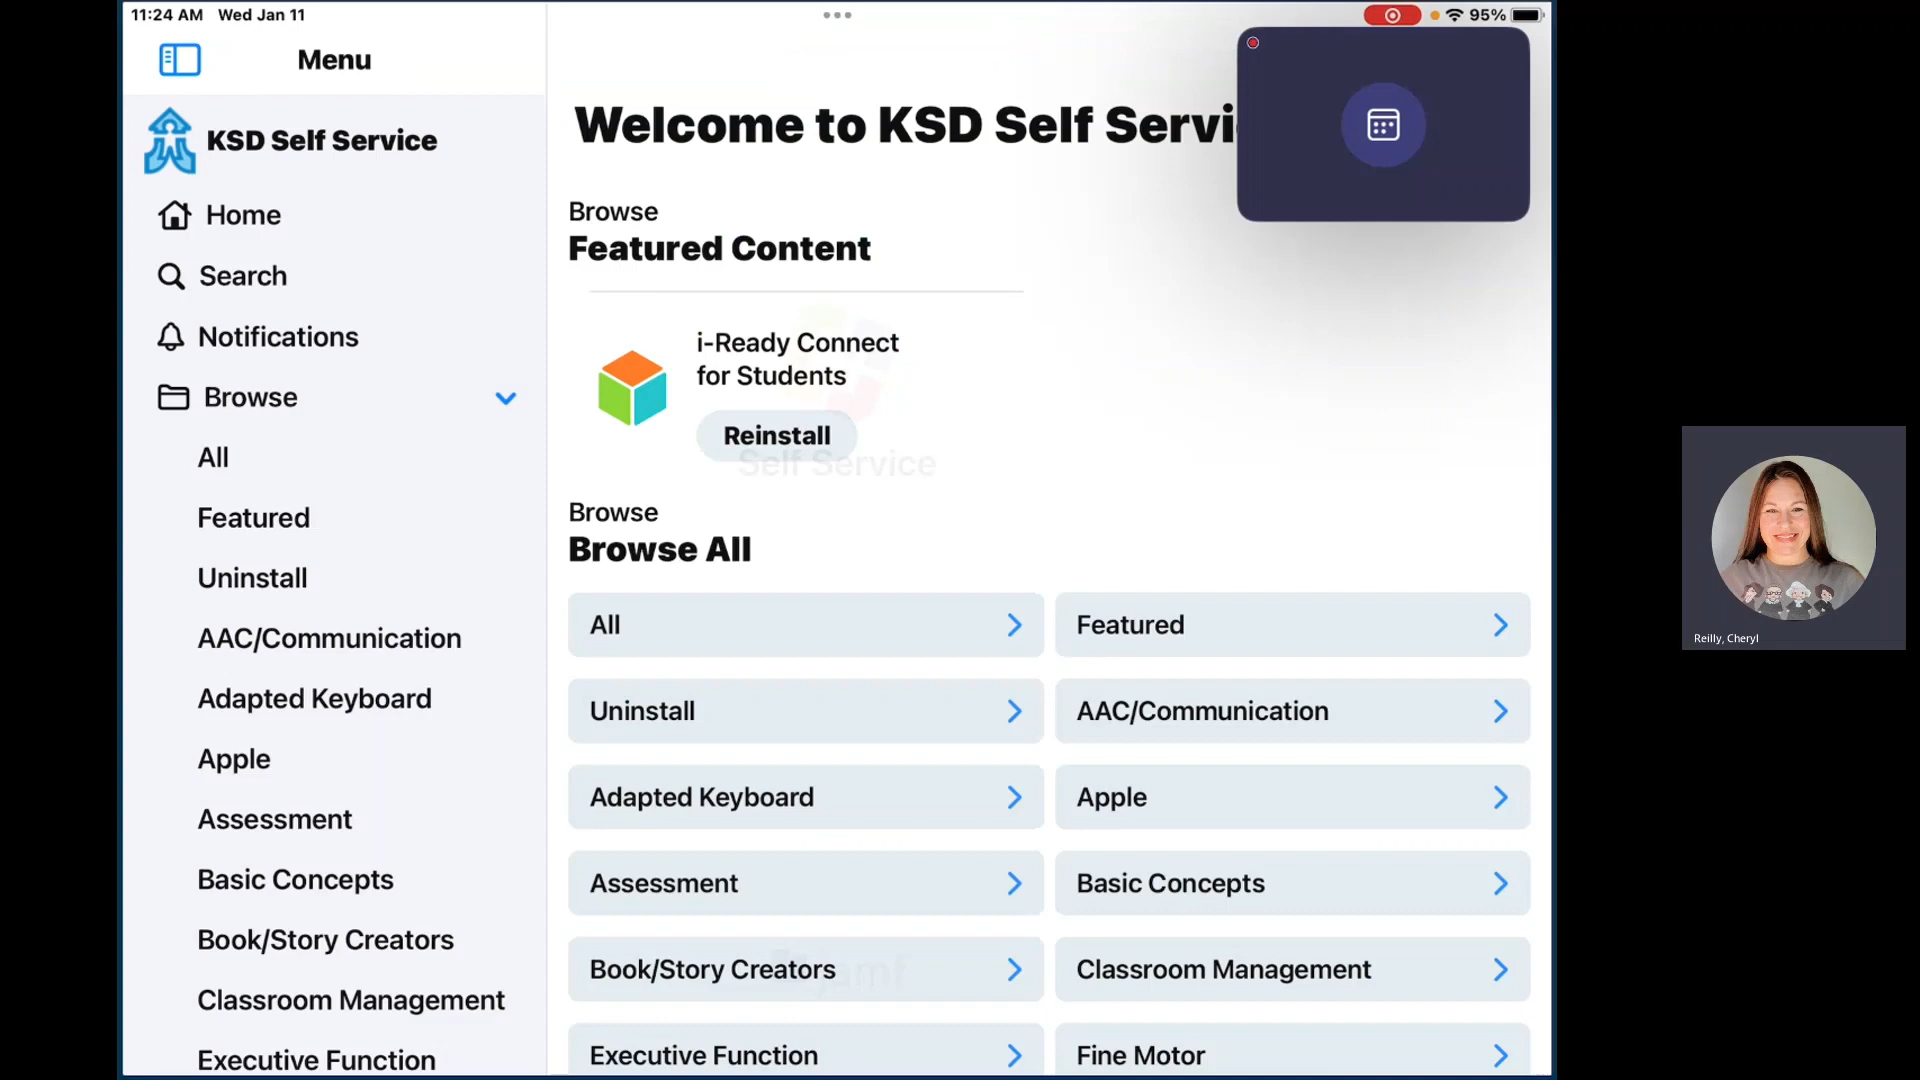 11:24 AM Wed Jan 11
95%
Menu
KSD Self Service
Home
Search
Notifications
Browse
All
Featured
Uninstall
AAC/Communication
Adapted Keyboard
Apple
Assessment
Basic Concepts
Book/Story Creators
Classroom Management
Executive Function
Welcome to KSD Self Servi
Browse
Featured Content
i-Ready Connect
for Students
Reinstall
Self Service
Browse
Browse All
All
Featured
Uninstall
AAC/Communication
Adapted Keyboard
Apple
Assessment
Basic Concepts
Book/Story Creators
Classroom Management
jamf
Executive Function
Fine Motor
Reilly, Cheryl